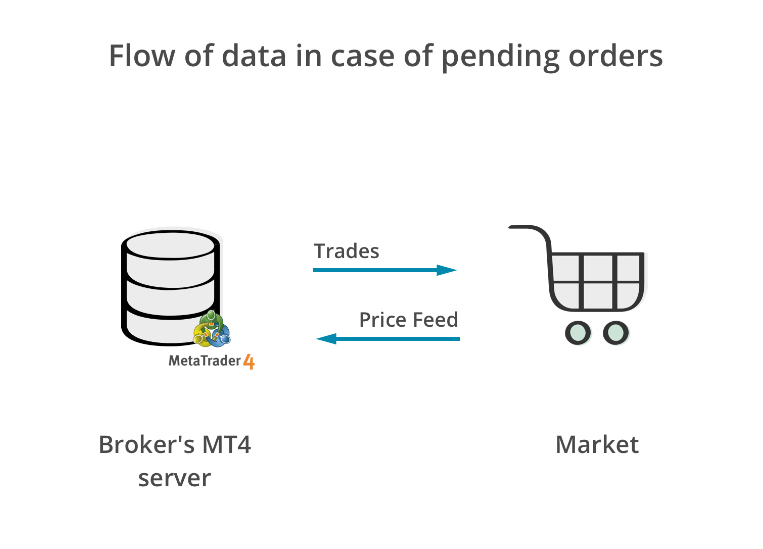 Flow of data in case of pending orders
Trades
Price Feed
MetaTrader 4
Broker's MT4
server
Market